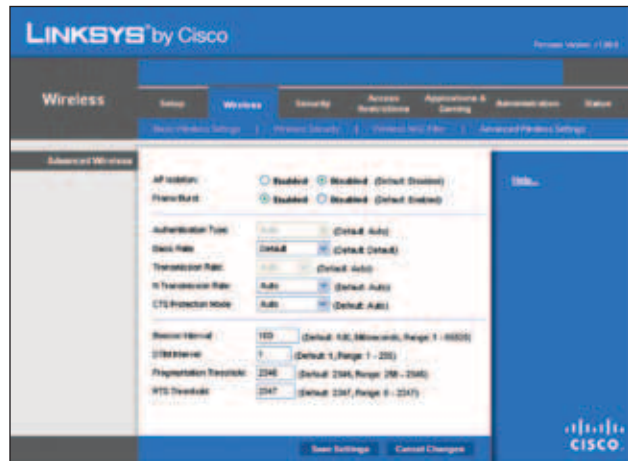 LINKSYS® by Cisco
Firmware Version:
Wireless
Setup Wireless Security Access Restrictions Applications & Gaming Administration Status
Basic Wireless Settings | Wireless Security | Wireless MAC Filter | Advanced Wireless Settings
Advanced Wireless
AP Isolation: Enabled Disabled (Default: Disabled)
Frame Burst: Enabled Disabled (Default: Enabled)
Help...
Authentication Type: Auto (Default: Auto)
Basic Rate: Default (Default: Default)
Transmission Rate: Auto (Default: Auto)
N Transmission Rate: Auto (Default: Auto)
CTS Protection Mode: Auto (Default: Auto)
Beacon Interval: 100 (Default: 100, Milliseconds, Range: 1 - 65535)
DTIM Interval: 1 (Default: 1, Range: 1 - 255)
Fragmentation Threshold: 2346 (Default: 2346, Range: 256 - 2346)
RTS Threshold: 2347 (Default: 2347, Range: 0 - 2347)
Save Settings Cancel Changes
CISCO.